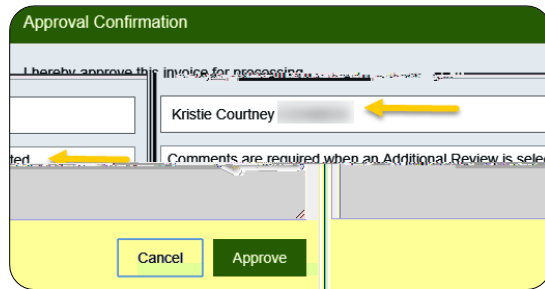 Approval Confirmation
I hereby approve this invoice for processing
Kristie Courtney
ted
Comments are required when an Additional Review is selec
Cancel
Approve